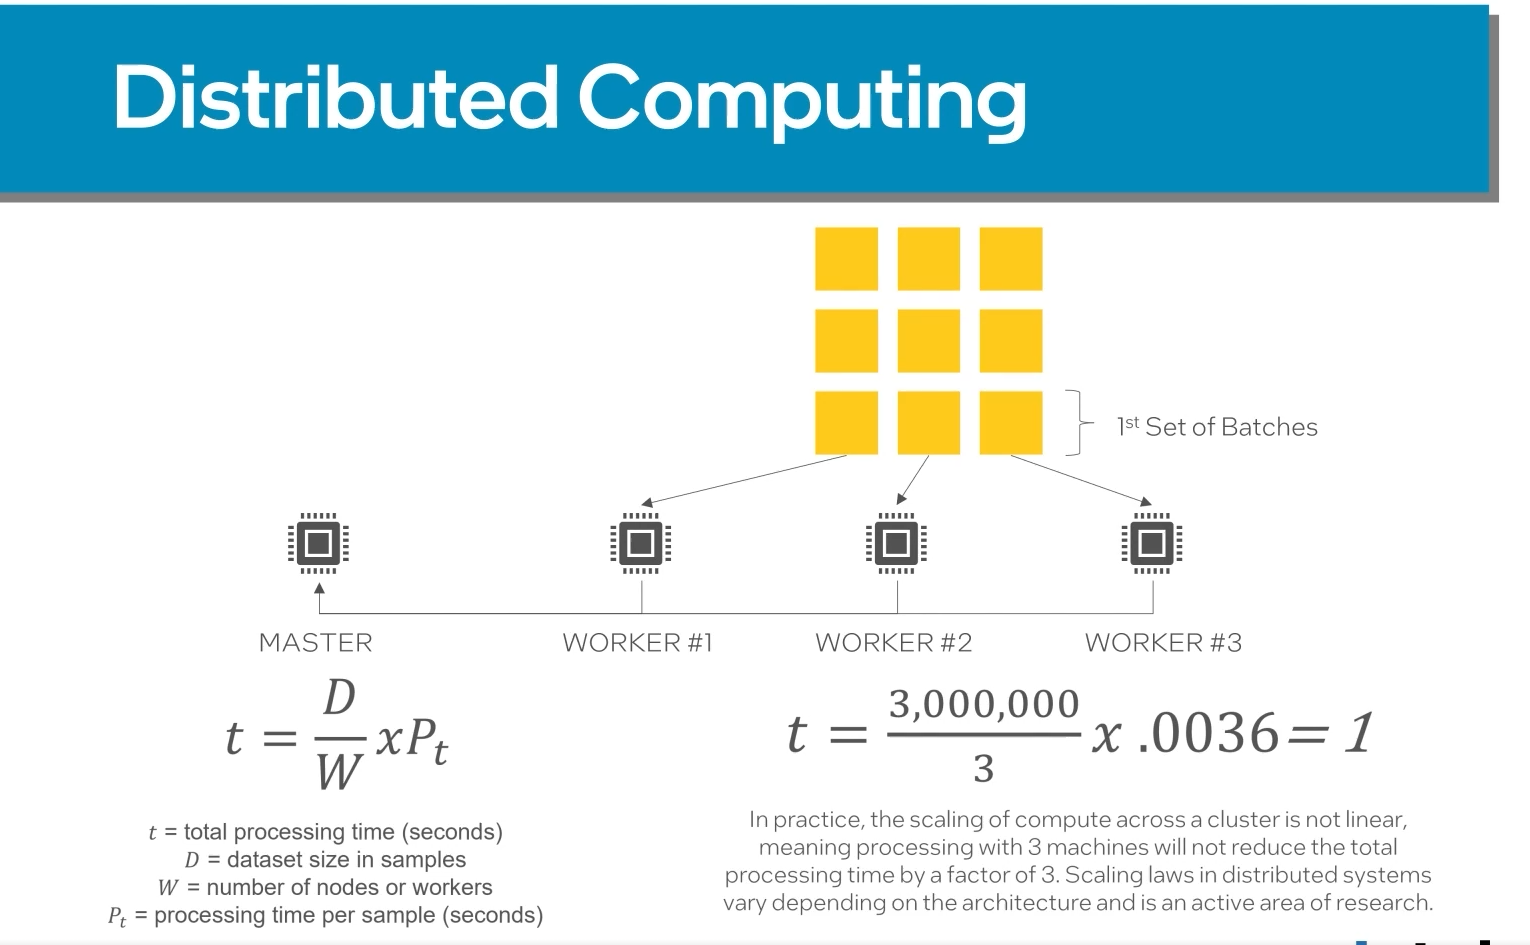 Distributed Computing
1st Set of Batches
MASTER
WORKER #1
WORKER #2
WORKER #3
t = D/W xPt
t = 3,000,000/3 x .0036= 1
t = total processing time (seconds)
D = dataset size in samples
W = number of nodes or workers
Pt = processing time per sample (seconds)
In practice, the scaling of compute across a cluster is not linear,
meaning processing with 3 machines will not reduce the total
processing time by a factor of 3. Scaling laws in distributed systems
vary depending on the architecture and is an active area of research.